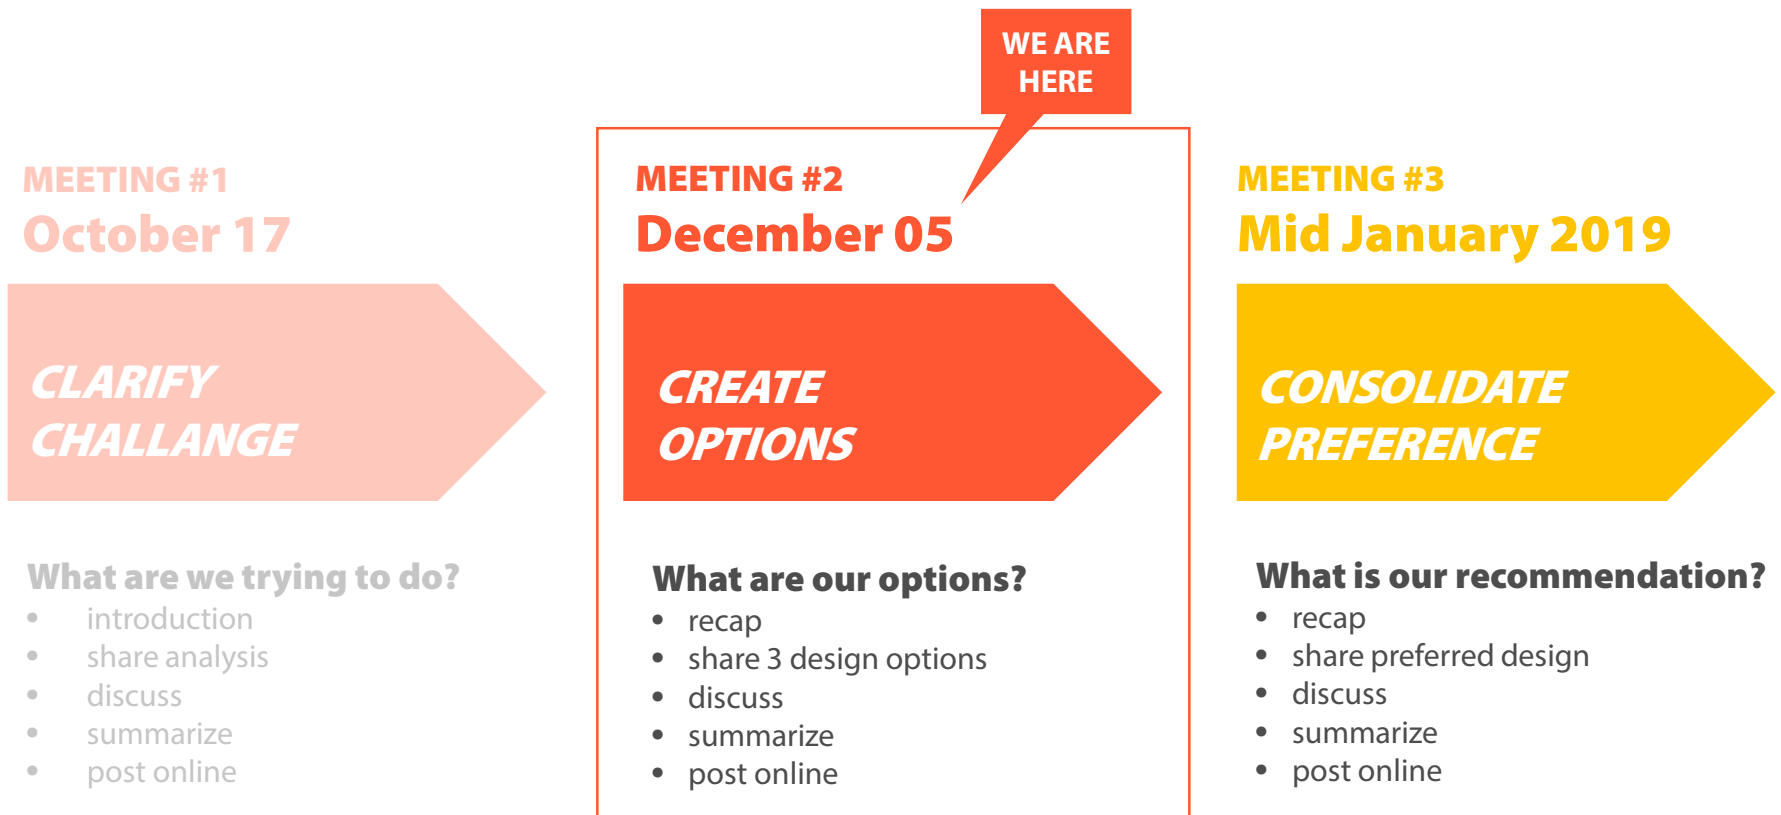 WE ARE
HERE
MEETING #1
October 17
CLARIFY
CHALLANGE
What are we trying to do?
• introduction
• share analysis
• discuss
• summarize
• post online
MEETING #2
December 05
CREATE
OPTIONS
What are our options?
• recap
• share 3 design options
• discuss
• summarize
• post online
MEETING #3
Mid January 2019
CONSOLIDATE
PREFERENCE
What is our recommendation?
• recap
• share preferred design
• discuss
• summarize
• post online